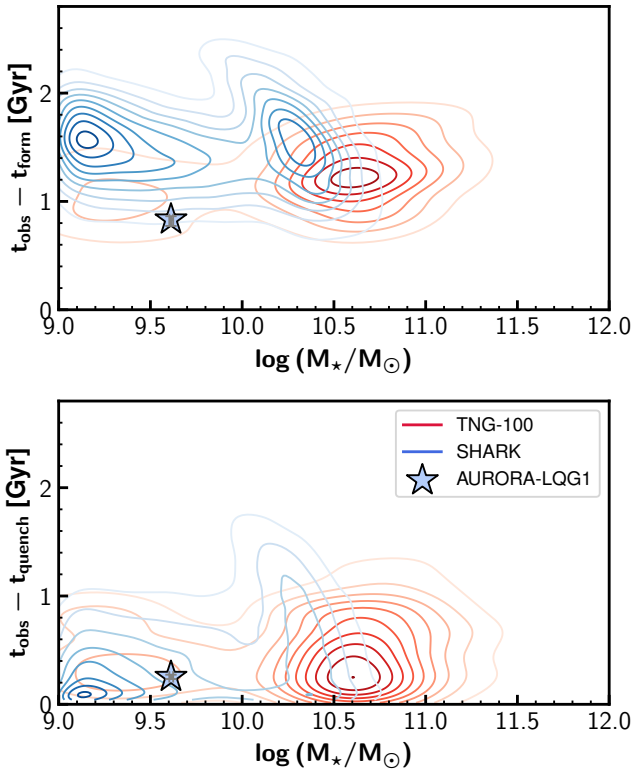 2
1
0
t_obs − t_form [Gyr]
9.0 9.5 10.0 10.5 11.0 11.5 12.0
log (M⋆/M⊙)
TNG-100
SHARK
AURORA-LQG1
2
1
0
t_obs − t_quench [Gyr]
9.0 9.5 10.0 10.5 11.0 11.5 12.0
log (M⋆/M⊙)